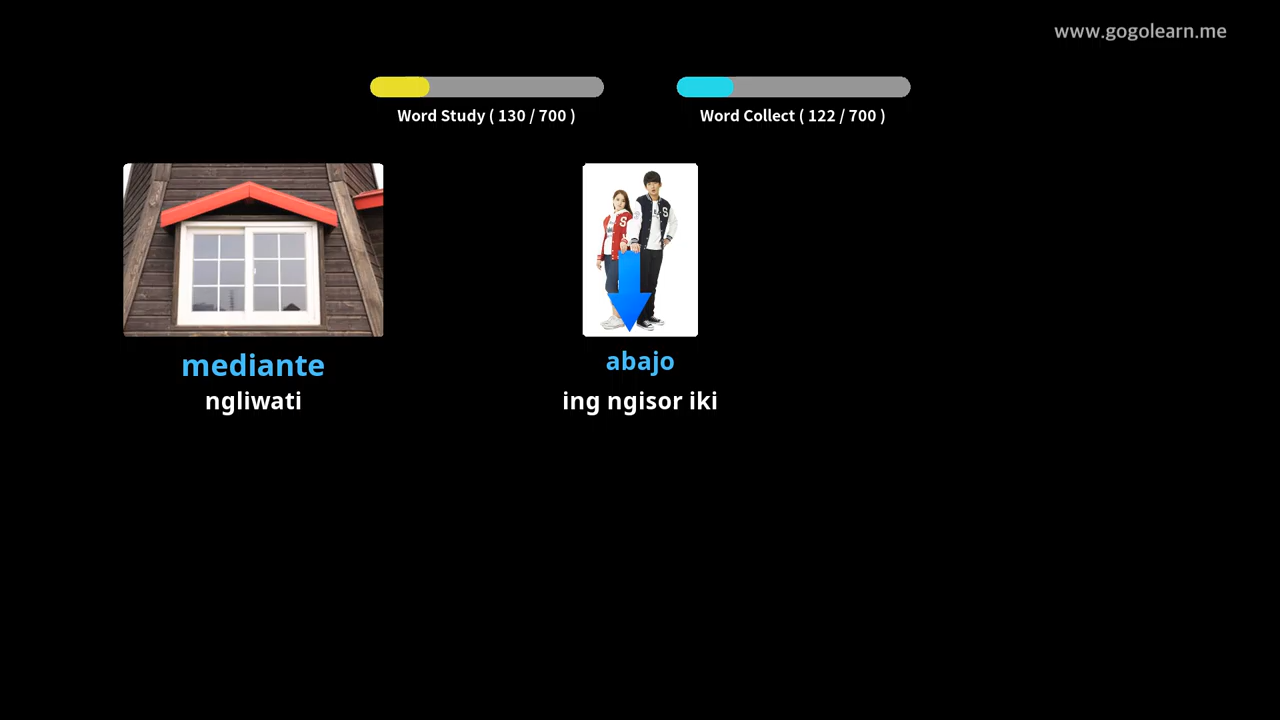 www.gogolearn.me
Word Study ( 130 / 700 )
Word Collect ( 122 / 700 )
mediante
ngliwati
abajo
ing ngisor iki